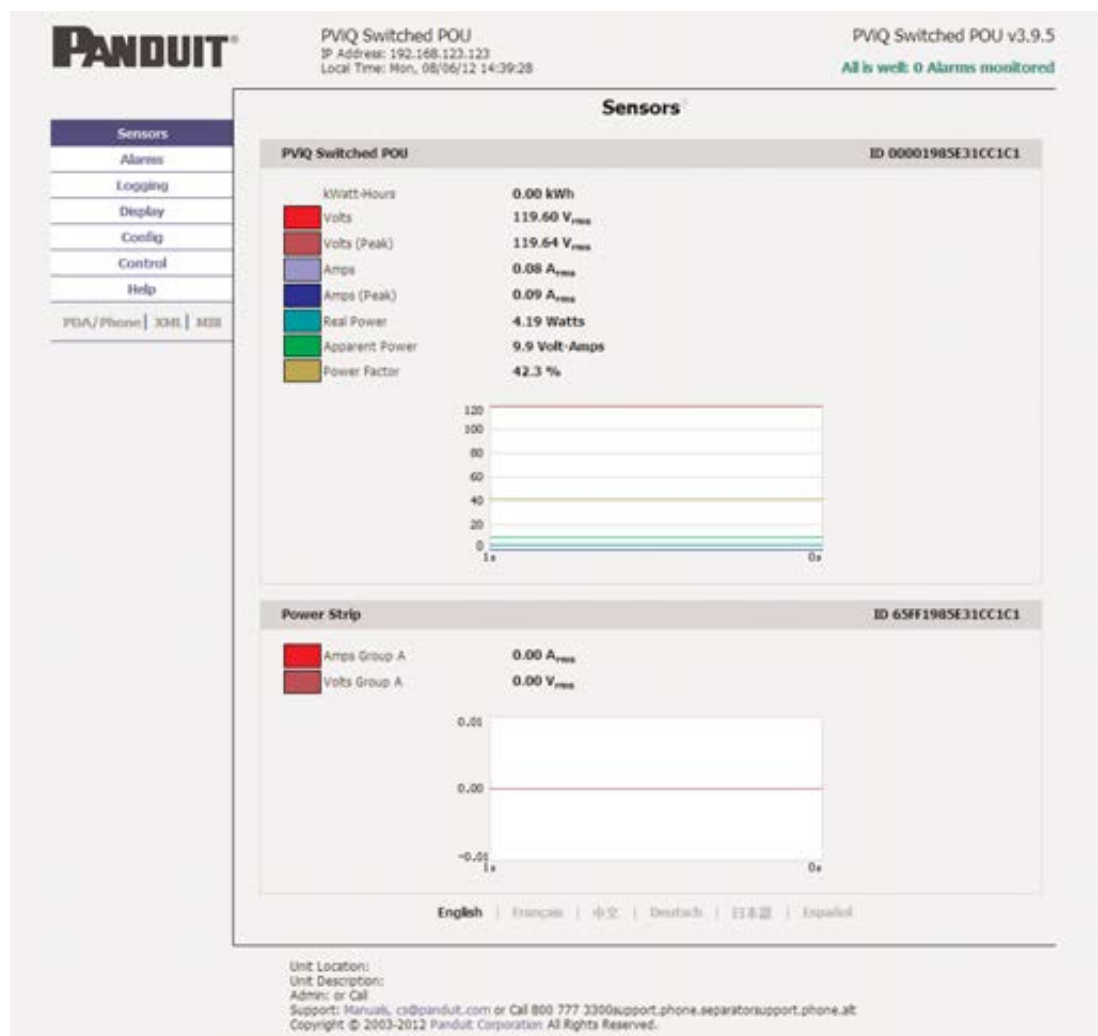 PANDUIT
PViQ Switched POU
IP Address: 192.168.123.123
Local Time: Mon, 08/06/12 14:39:28
PViQ Switched POU v3.9.5
All is well: 0 Alarms monitored
Sensors
Sensors
Alarms
Logging
Display
Config
Control
Help
PDA/Phone | XML | MIB
PViQ Switched POU ID 00001985E31CC1C1
kWatt-Hours 0.00 kWh
Volts 119.60 Vrms
Volts (Peak) 119.64 Vrms
Amps 0.08 Arms
Amps (Peak) 0.09 Arms
Real Power 4.19 Watts
Apparent Power 9.9 Volt-Amps
Power Factor 42.3 %
120
100
80
60
40
20
0
1s 0s
Power Strip ID 65FF1985E31CC1C1
Amps Group A 0.00 Arms
Volts Group A 0.00 Vrms
0.01
0.00
-0.01
1s 0s
English | Français | 中文 | Deutsch | 日本語 | Español
Unit Location:
Unit Description:
Admin: or Call
Support: Manuals, cs@panduit.com or Call 800 777 3300support.phone.separatorsupport.phone.alt
Copyright © 2003-2012 Panduit Corporation All Rights Reserved.